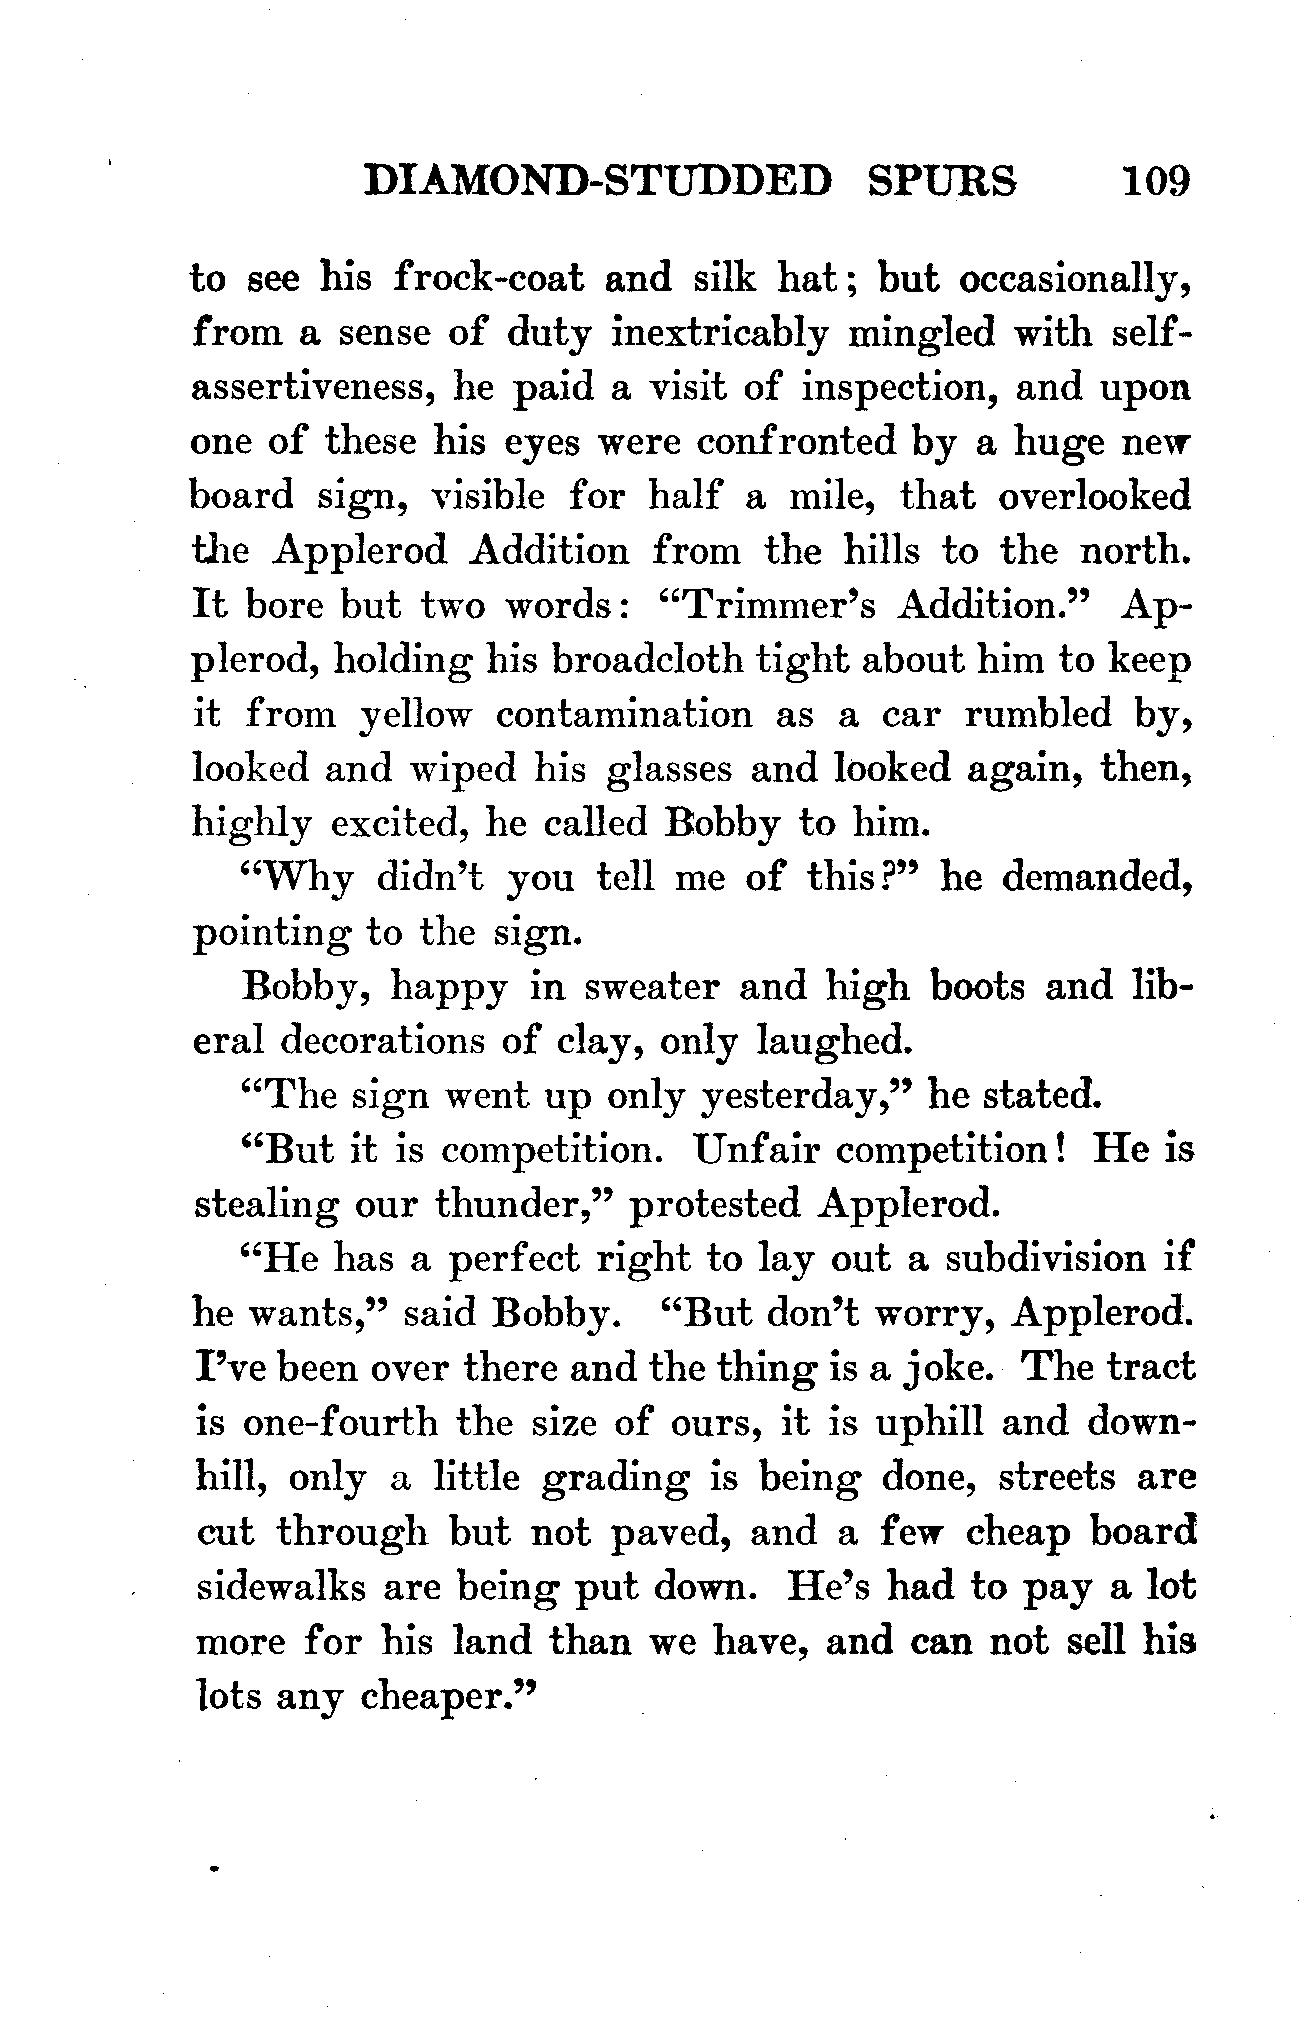 DIAMOND-STUDDED SPURS 109
to see his frock-coat and silk hat; but occasionally,
from a sense of duty inextricably mingled with self-
assertiveness, he paid a visit of inspection, and upon
one of these his eyes were confronted by a huge new
board sign, visible for half a mile, that overlooked
the Applerod Addition from the hills to the north.
It bore but two words: “Trimmer’s Addition.” Ap-
plerod, holding his broadcloth tight about him to keep
it from yellow contamination as a car rumbled by,
looked and wiped his glasses and looked again, then,
highly excited, he called Bobby to him.
“Why didn’t you tell me of this?” he demanded,
pointing to the sign.
Bobby, happy in sweater and high boots and lib-
eral decorations of clay, only laughed.
“The sign went up only yesterday,” he stated.
“But it is competition. Unfair competition! He is
stealing our thunder,” protested Applerod.
“He has a perfect right to lay out a subdivision if
he wants,” said Bobby. “But don’t worry, Applerod.
I’ve been over there and the thing is a joke. The tract
is one-fourth the size of ours, it is uphill and down-
hill, only a little grading is being done, streets are
cut through but not paved, and a few cheap board
sidewalks are being put down. He’s had to pay a lot
more for his land than we have, and can not sell his
lots any cheaper.”